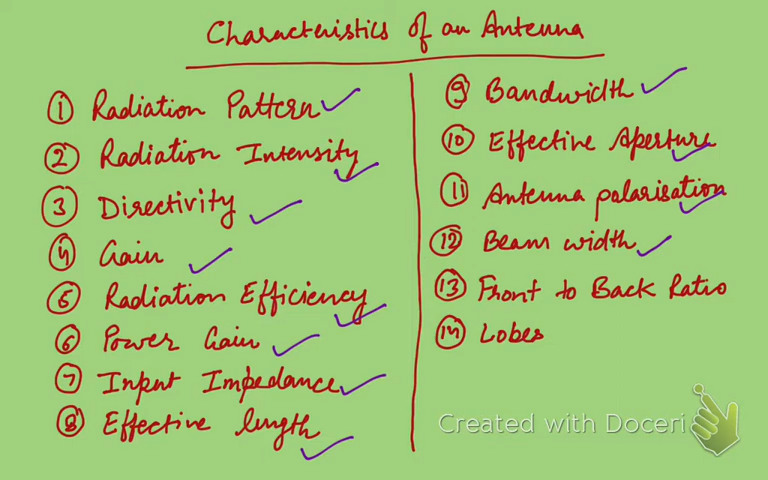 Characteristics of an Antenna
① Radiation Pattern
② Radiation Intensity
③ Directivity
④ Gain
⑤ Radiation Efficiency
⑥ Power Gain
⑦ Input Impedance
⑧ Effective length
⑨ Bandwidth
⑩ Effective Aperture
⑪ Antenna polarisation
⑫ Beam width
⑬ Front to Back Ratio
⑭ Lobes
Created with Doceri